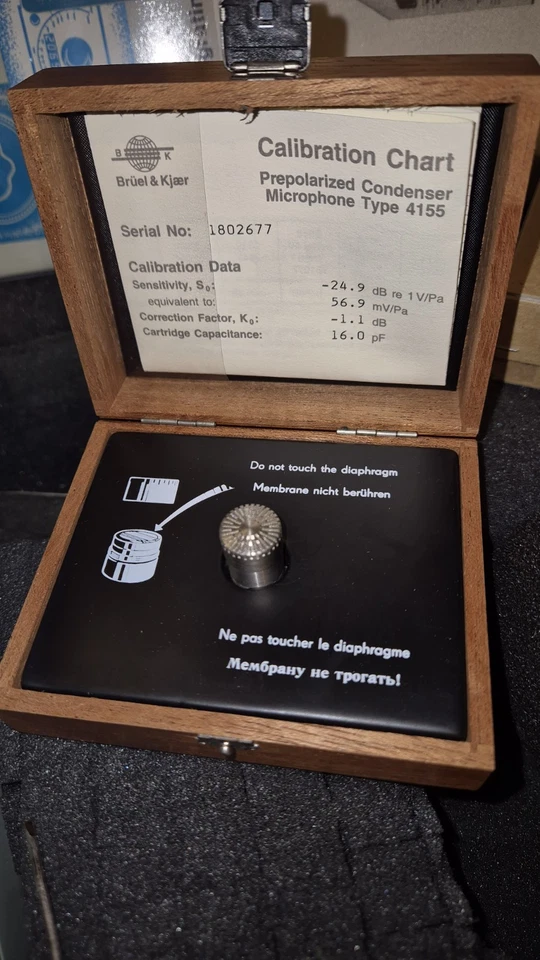 B K
Brüel & Kjær
Calibration Chart
Prepolarized Condenser
Microphone Type 4155
Serial No: 1802677
Calibration Data
Sensitivity, S₀: -24.9 dB re 1V/Pa
equivalent to: 56.9 mV/Pa
Correction Factor, K₀: -1.1 dB
Cartridge Capacitance: 16.0 pF
Do not touch the diaphragm
Membrane nicht berühren
Ne pas toucher le diaphragme
Мембрану не трогать!